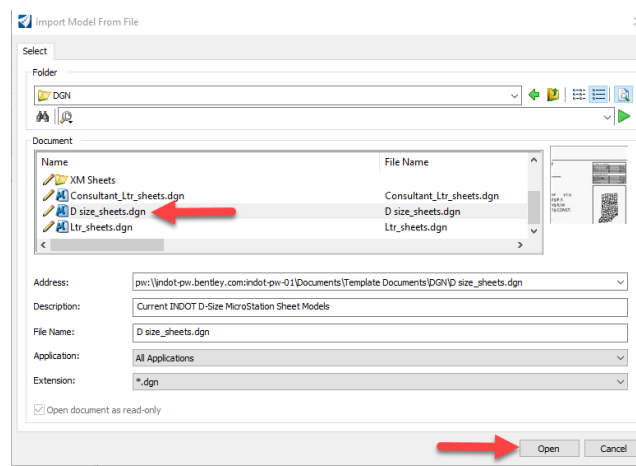 Import Model From File
Select
Folder
DGN
Document
Name File Name
XM Sheets
Consultant_Ltr_sheets.dgn Consultant_Ltr_sheets.dgn
D size_sheets.dgn D size_sheets.dgn
Ltr_sheets.dgn Ltr_sheets.dgn
Address: pw:\\indot-pw.bentley.com:indot-pw-01\Documents\Template Documents\DGN\D size_sheets.dgn
Description: Current INDOT D-Size MicroStation Sheet Models
File Name: D size_sheets.dgn
Application: All Applications
Extension: *.dgn
Open document as read-only
Open Cancel